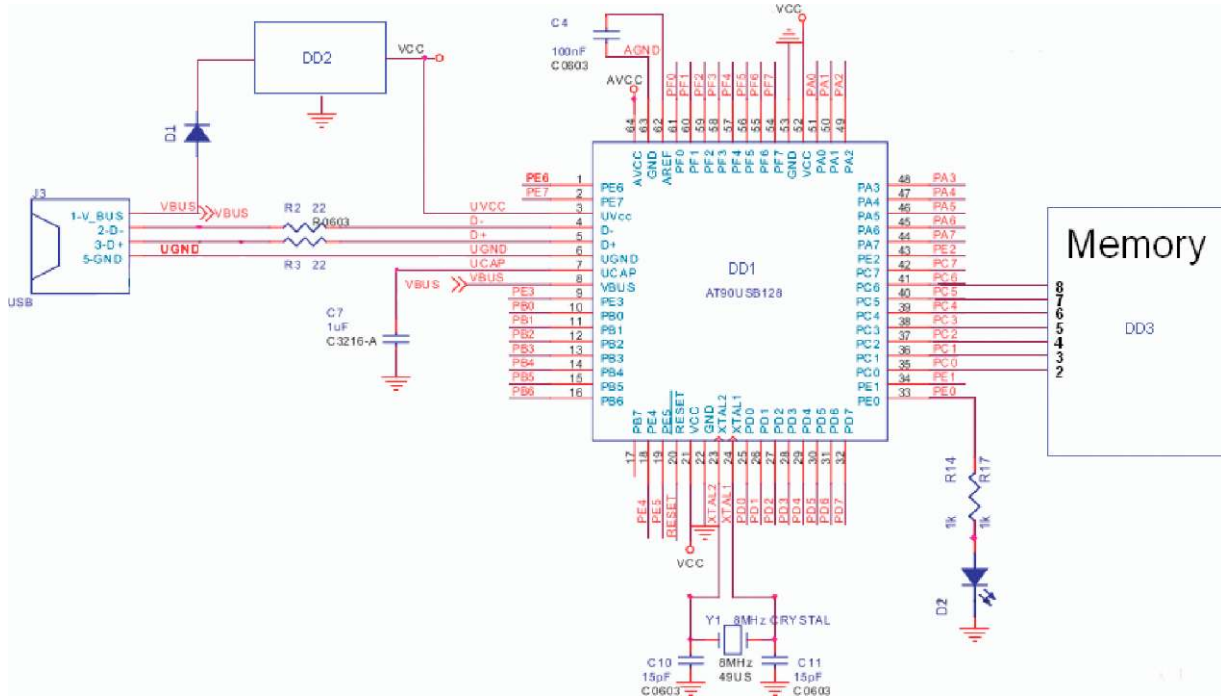 DD2
VCC
C4
100nF
C0603
AGND
AVCC
VCC
D1
PF0
PF1
PF2
PF3
PF4
PF5
PF6
PF7
PA0
PA1
PA2
64
63
62
61
60
59
58
57
56
55
54
53
52
51
50
49
AVCC
GND
AREF
PF0
PF1
PF2
PF3
PF4
PF5
PF6
PF7
GND
VCC
PA0
PA1
PA2
J3
1-V_BUS
2-D-
3-D+
5-GND
USB
VBUS
VBUS
R2 22
R0603
UGND
R3 22
PE6 1 PE6
PE7 2 PE7
UVCC 3 UVcc
D- 4 D-
D+ 5 D+
UGND 6 UGND
UCAP 7 UCAP
VBUS VBUS 8 VBUS
PE3 9 PE3
PB0 10 PB0
PB1 11 PB1
PB2 12 PB2
PB3 13 PB3
PB4 14 PB4
PB5 15 PB5
PB6 16 PB6
C7
1uF
C3216-A
DD1
AT90USB128
PA3 48 PA3
PA4 47 PA4
PA5 46 PA5
PA6 45 PA6
PA7 44 PA7
PE2 43 PE2
PC7 42 PC7
PC6 41 PC6
PC5 40 PC5
PC4 39 PC4
PC3 38 PC3
PC2 37 PC2
PC1 36 PC1
PC0 35 PC0
PE1 34 PE1
PE0 33 PE0
Memory
DD3
8
7
6
5
4
3
2
PB7
PE4
PE5
RESET
VCC
GND
XTAL2
XTAL1
PD0
PD1
PD2
PD3
PD4
PD5
PD6
PD7
17
18
19
20
21
22
23
24
25
26
27
28
29
30
31
32
PE4
PE5
RESET
XTAL2
XTAL1
PD0
PD1
PD2
PD3
PD4
PD5
PD6
PD7
VCC
R14
R17
1k
1k
D2
Y1 8MHz CRYSTAL
C10
15pF
C0603
8MHz
49US
C11
15pF
C0603